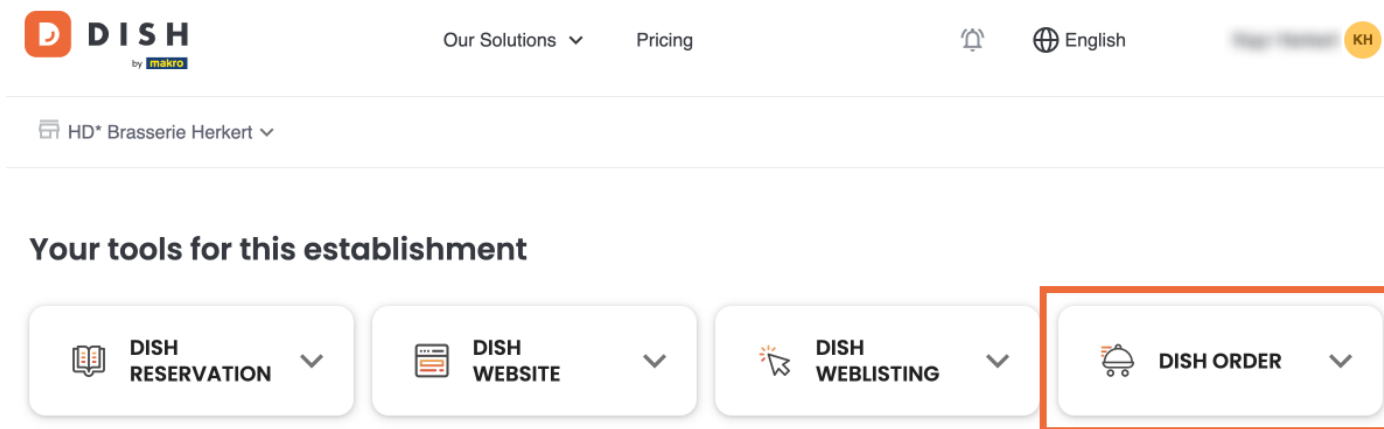 DISH
by makro
Our Solutions
Pricing
English
KH
HD* Brasserie Herkert
Your tools for this establishment
DISH
RESERVATION
DISH
WEBSITE
DISH
WEBLISTING
DISH ORDER